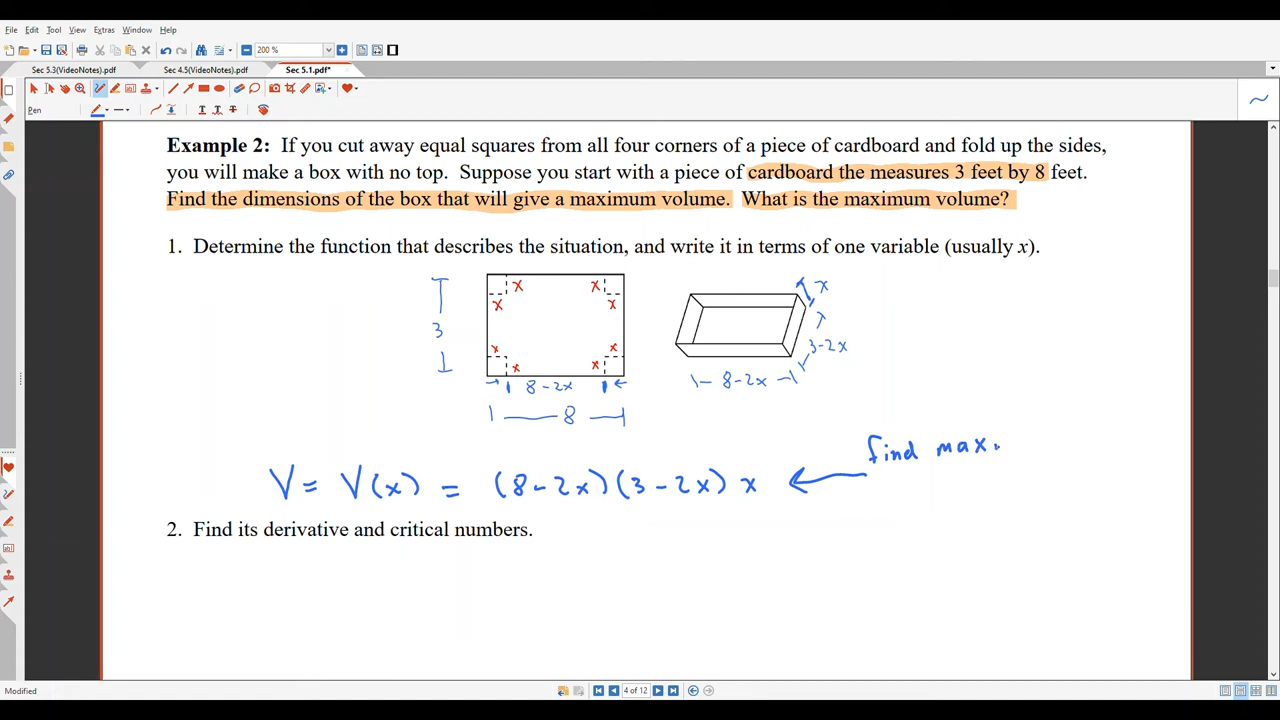 File Edit Tool View Extras Window Help
200 %
Sec 5.3(VideoNotes).pdf Sec 4.5(VideoNotes).pdf Sec 5.1.pdf*
Pen
Example 2: If you cut away equal squares from all four corners of a piece of cardboard and fold up the sides,
you will make a box with no top. Suppose you start with a piece of cardboard the measures 3 feet by 8 feet.
Find the dimensions of the box that will give a maximum volume. What is the maximum volume?
1. Determine the function that describes the situation, and write it in terms of one variable (usually x).
x x x
x x
3
x x
x x
3-2x
8-2x 8-2x
8
find max.
V = V(x) = (8-2x)(3-2x) x
2. Find its derivative and critical numbers.
Modified 4 of 12